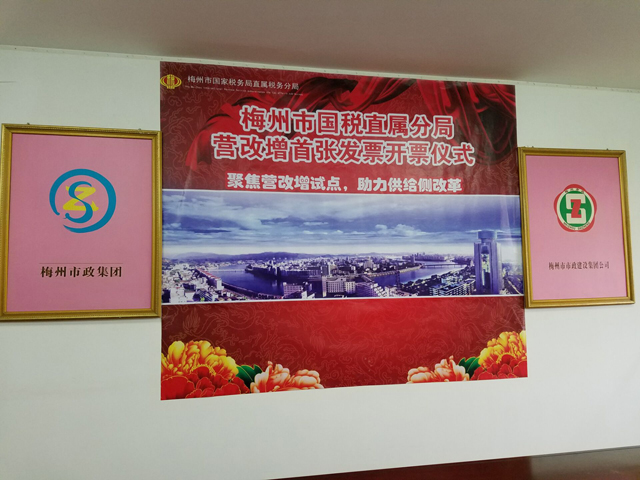 梅州市国家税务局直属税务分局
梅州市国税直属分局
营改增首张发票开票仪式
聚焦营改增试点，助力供给侧改革
梅州市政集团
梅州市市政建设集团公司